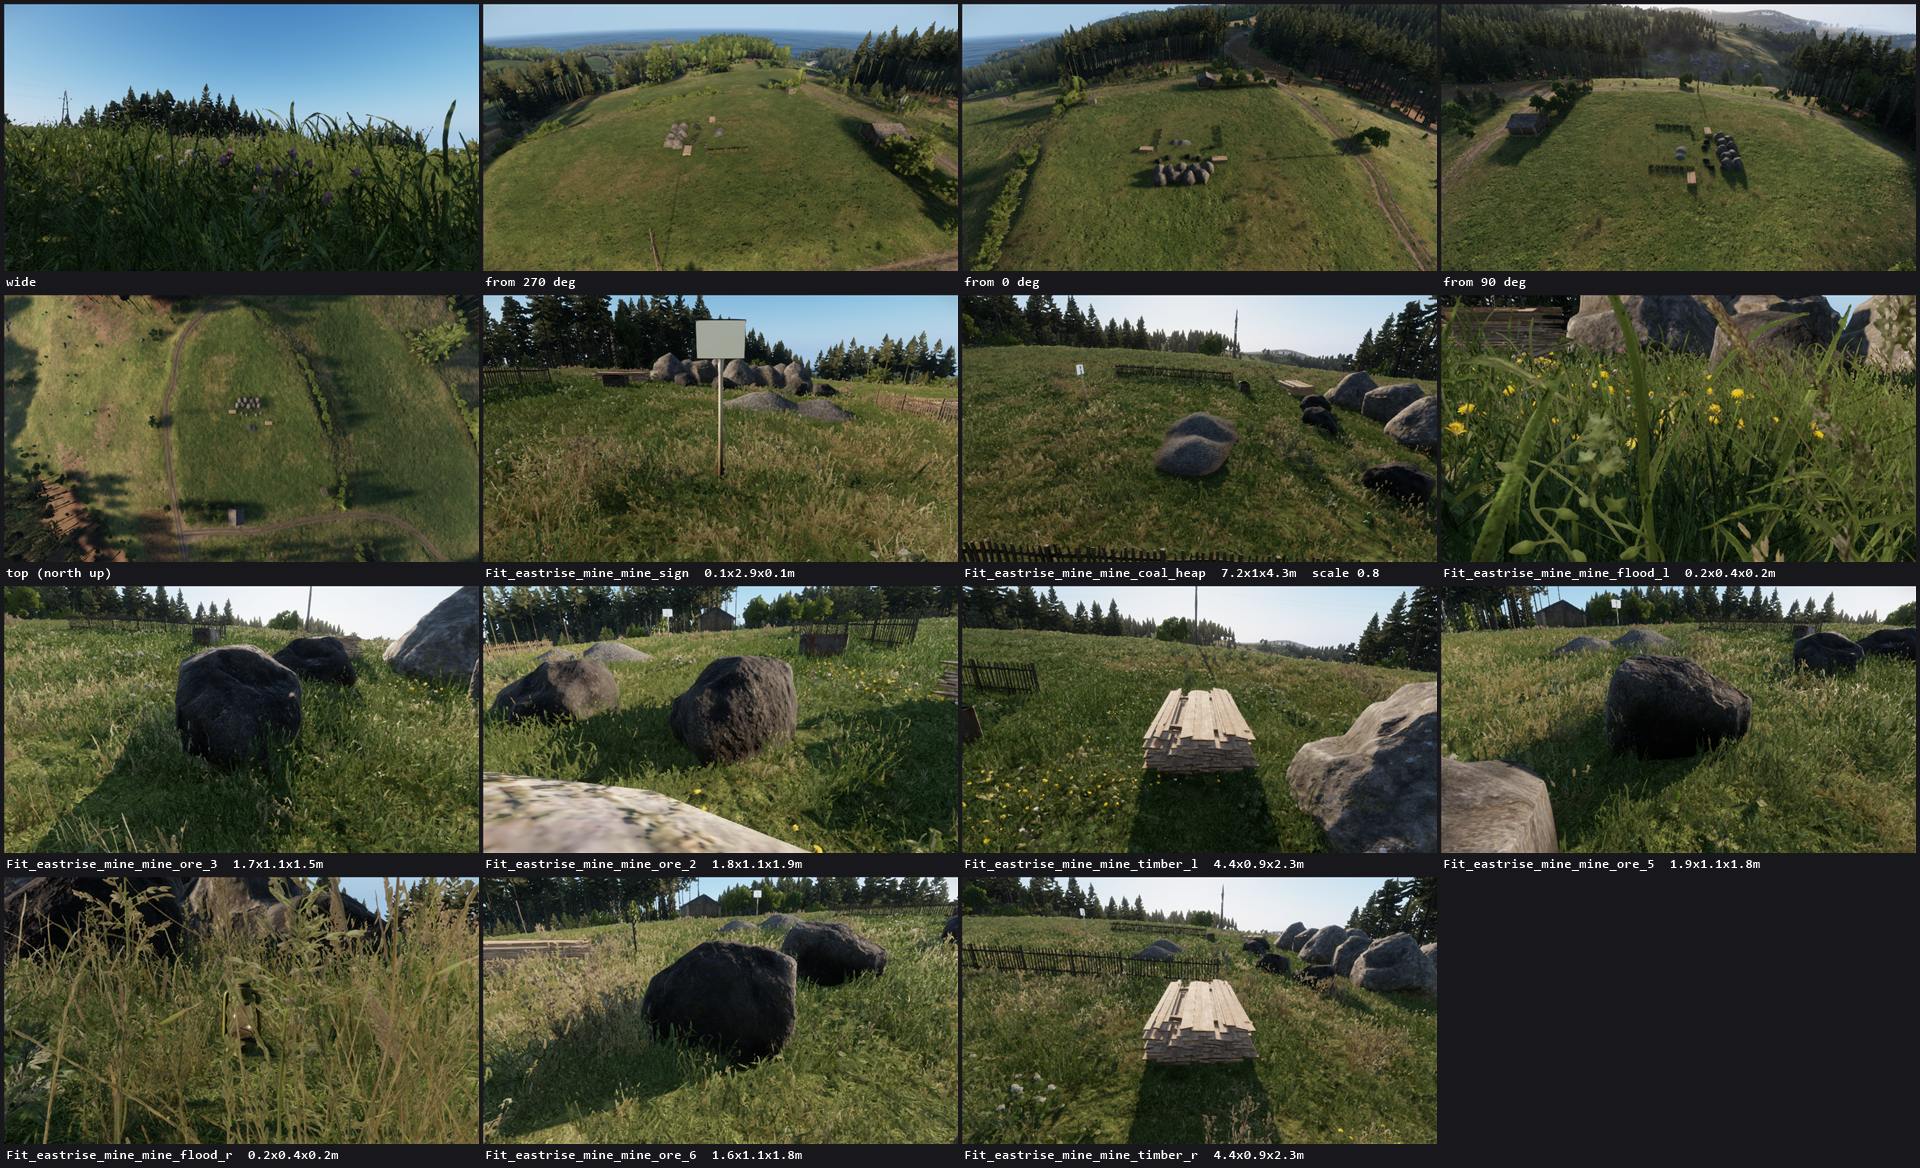 wide
from 270 deg
from 0 deg
from 90 deg
top (north up)
Fit_eastrise_mine_mine_sign 0.1x2.9x0.1m
Fit_eastrise_mine_mine_coal_heap 7.2x1x4.3m scale 0.8
Fit_eastrise_mine_mine_flood_l 0.2x0.4x0.2m
Fit_eastrise_mine_mine_ore_3 1.7x1.1x1.5m
Fit_eastrise_mine_mine_ore_2 1.8x1.1x1.9m
Fit_eastrise_mine_mine_timber_l 4.4x0.9x2.3m
Fit_eastrise_mine_mine_ore_5 1.9x1.1x1.8m
Fit_eastrise_mine_mine_flood_r 0.2x0.4x0.2m
Fit_eastrise_mine_mine_ore_6 1.6x1.1x1.8m
Fit_eastrise_mine_mine_timber_r 4.4x0.9x2.3m